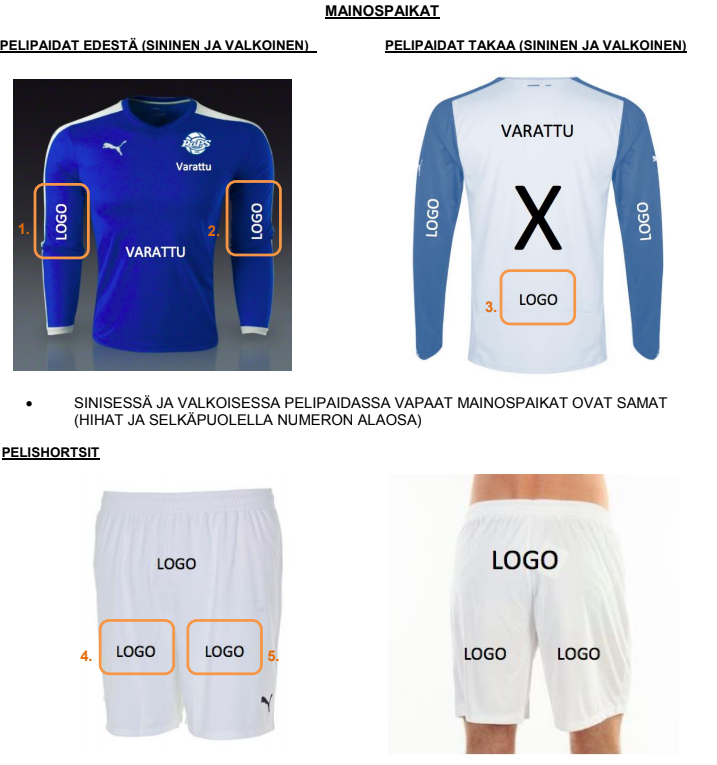 MAINOSPAIKAT
PELIPAIDAT EDESTÄ (SININEN JA VALKOINEN)
PELIPAIDAT TAKAA (SININEN JA VALKOINEN)
PoPS
Varattu
1.
LOGO
2.
LOGO
VARATTU
VARATTU
LOGO
X
LOGO
3.
LOGO
• SINISESSÄ JA VALKOISESSA PELIPAIDASSA VAPAAT MAINOSPAIKAT OVAT SAMAT
(HIHAT JA SELKÄPUOLELLA NUMERON ALAOSA)
PELISHORTSIT
LOGO
4.
LOGO
LOGO
5.
LOGO
LOGO
LOGO